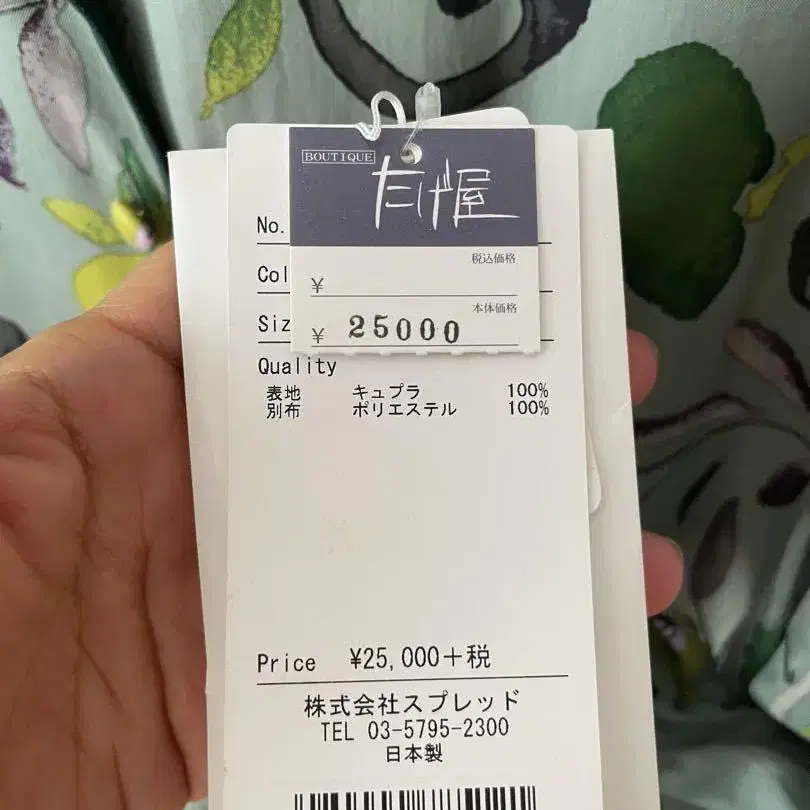 BOUTIQUE
たけ屋
税込価格
¥
本体価格
¥ 25000
No.
Col
Siz
Quality
表地 キュプラ 100%
別布 ポリエステル 100%
Price ¥25,000+税
株式会社スプレッド
TEL 03-5795-2300
日本製